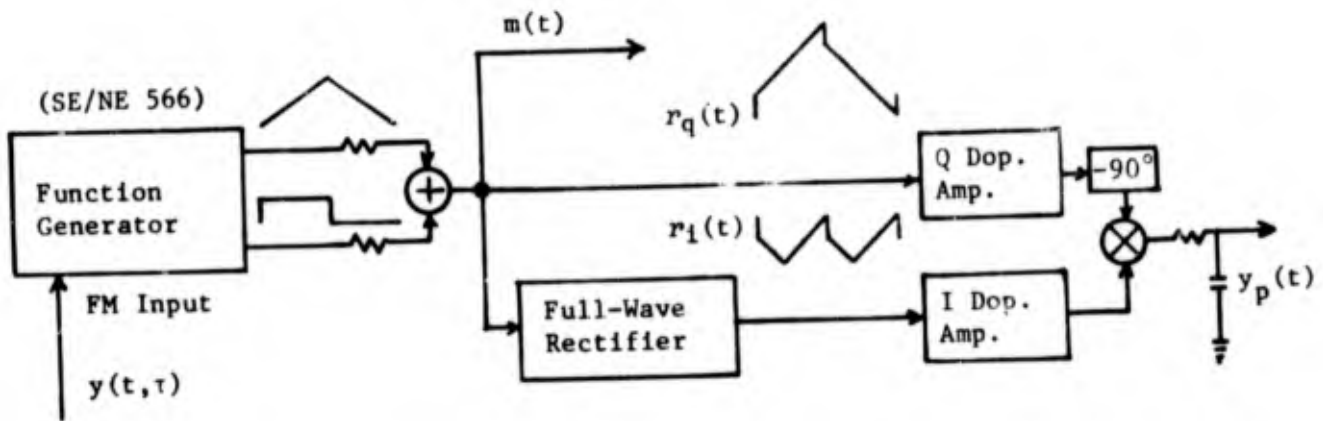 m(t)
(SE/NE 566)
r_q(t)
Function
Generator
+
Q Dop.
Amp.
-90°
r_i(t)
FM Input
Full-Wave
Rectifier
I Dop.
Amp.
y_p(t)
y(t,τ)